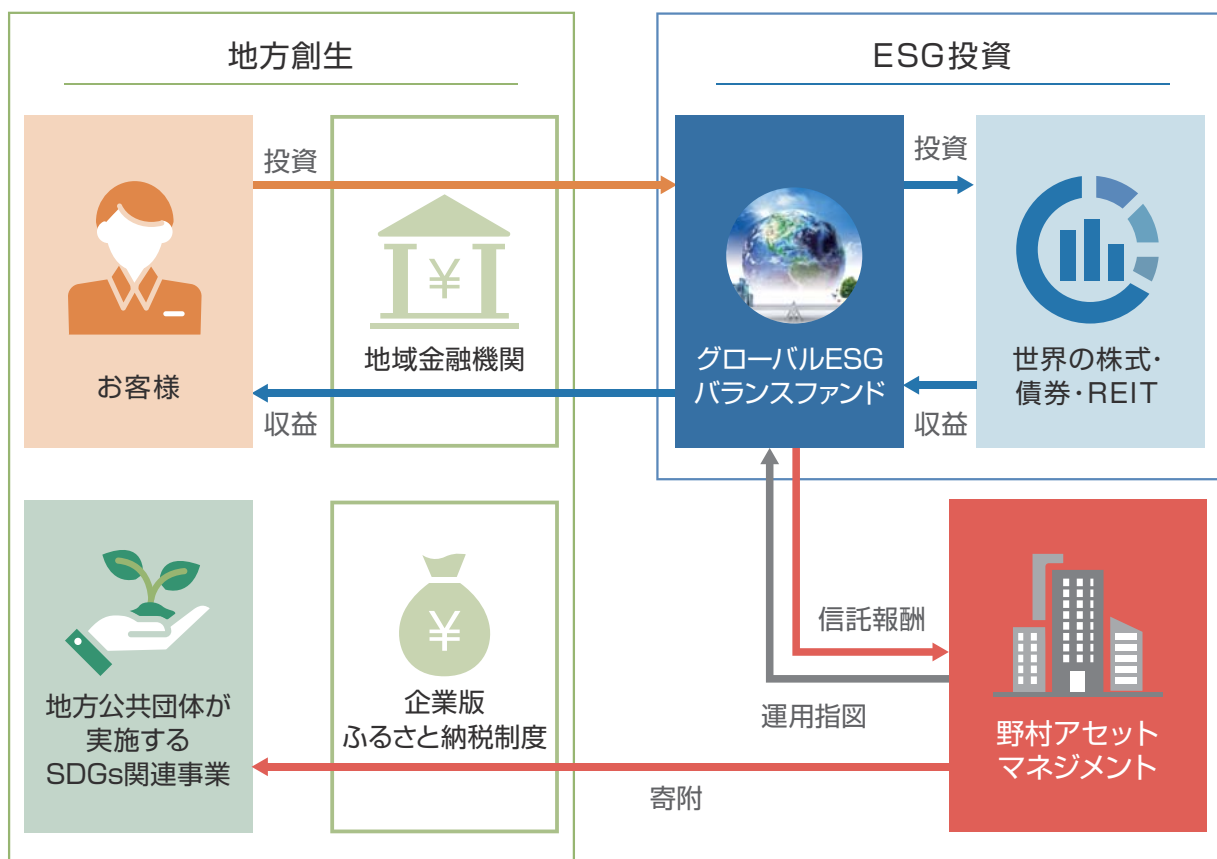 地方創生
ESG投資
投資
投資
¥
お客様
地域金融機関
グローバルESG
バランスファンド
世界の株式・
債券・REIT
収益
収益
¥
信託報酬
運用指図
地方公共団体が
実施する
SDGs関連事業
企業版
ふるさと納税制度
野村アセット
マネジメント
寄附